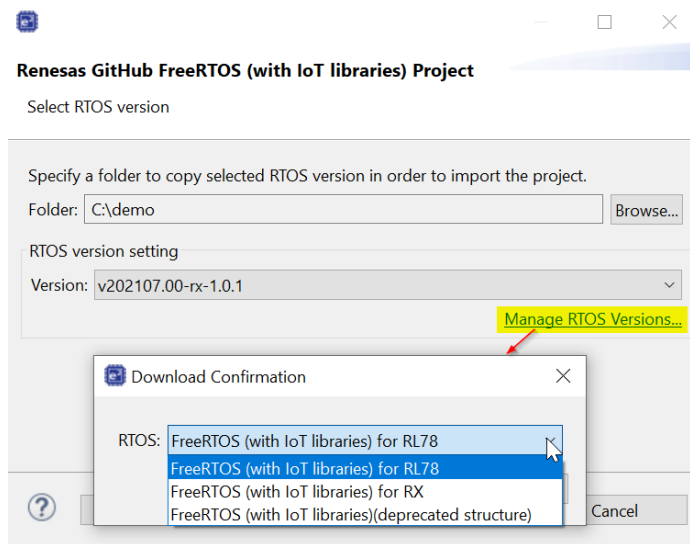 Renesas GitHub FreeRTOS (with IoT libraries) Project
Select RTOS version
Specify a folder to copy selected RTOS version in order to import the project.
Folder: C:\demo Browse...
RTOS version setting
Version: v202107.00-rx-1.0.1
Manage RTOS Versions...
Download Confirmation
RTOS: FreeRTOS (with IoT libraries) for RL78
FreeRTOS (with IoT libraries) for RL78
FreeRTOS (with IoT libraries) for RX
FreeRTOS (with IoT libraries)(deprecated structure)
? Cancel